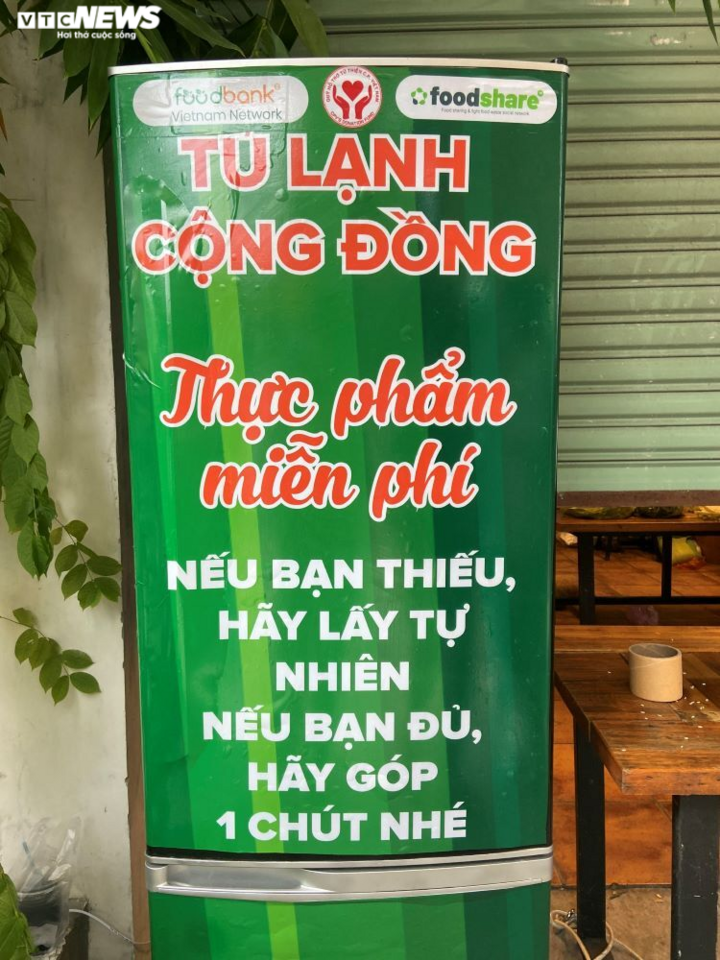 VTCNEWS
Hơi thở cuộc sống
foodbank
Vietnam Network
foodshare
TỦ LẠNH
CỘNG ĐỒNG
Thực phẩm
miễn phí
NẾU BẠN THIẾU,
HÃY LẤY TỰ
NHIÊN
NẾU BẠN ĐỦ,
HÃY GÓP
1 CHÚT NHÉ